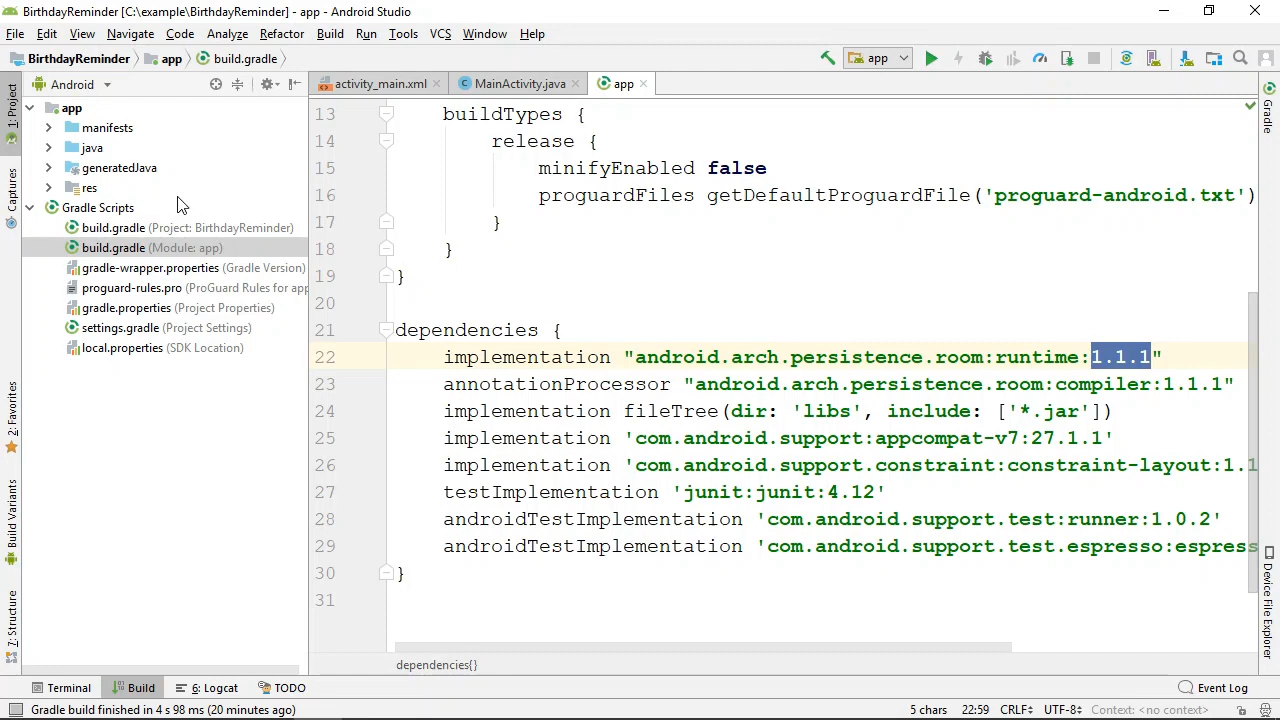 BirthdayReminder [C:\example\BirthdayReminder] - app - Android Studio
File Edit View Navigate Code Analyze Refactor Build Run Tools VCS Window Help
BirthdayReminder app build.gradle app
1: Project
Captures
2: Favorites
Build Variants
7: Structure
Android
app
manifests
java
generatedJava
res
Gradle Scripts
build.gradle (Project: BirthdayReminder)
build.gradle (Module: app)
gradle-wrapper.properties (Gradle Version)
proguard-rules.pro (ProGuard Rules for app
gradle.properties (Project Properties)
settings.gradle (Project Settings)
local.properties (SDK Location)
activity_main.xml MainActivity.java app
13 buildTypes {
14 release {
15 minifyEnabled false
16 proguardFiles getDefaultProguardFile('proguard-android.txt')
17 }
18 }
19 }
20
21 dependencies {
22 implementation "android.arch.persistence.room:runtime:1.1.1"
23 annotationProcessor "android.arch.persistence.room:compiler:1.1.1"
24 implementation fileTree(dir: 'libs', include: ['*.jar'])
25 implementation 'com.android.support:appcompat-v7:27.1.1'
26 implementation 'com.android.support.constraint:constraint-layout:1.1
27 testImplementation 'junit:junit:4.12'
28 androidTestImplementation 'com.android.support.test:runner:1.0.2'
29 androidTestImplementation 'com.android.support.test.espresso:espress
30 }
31
dependencies{}
Gradle
Device File Explorer
Terminal Build 6: Logcat TODO Event Log
Gradle build finished in 4 s 98 ms (20 minutes ago) 5 chars 22:59 CRLF UTF-8 Context: <no context>